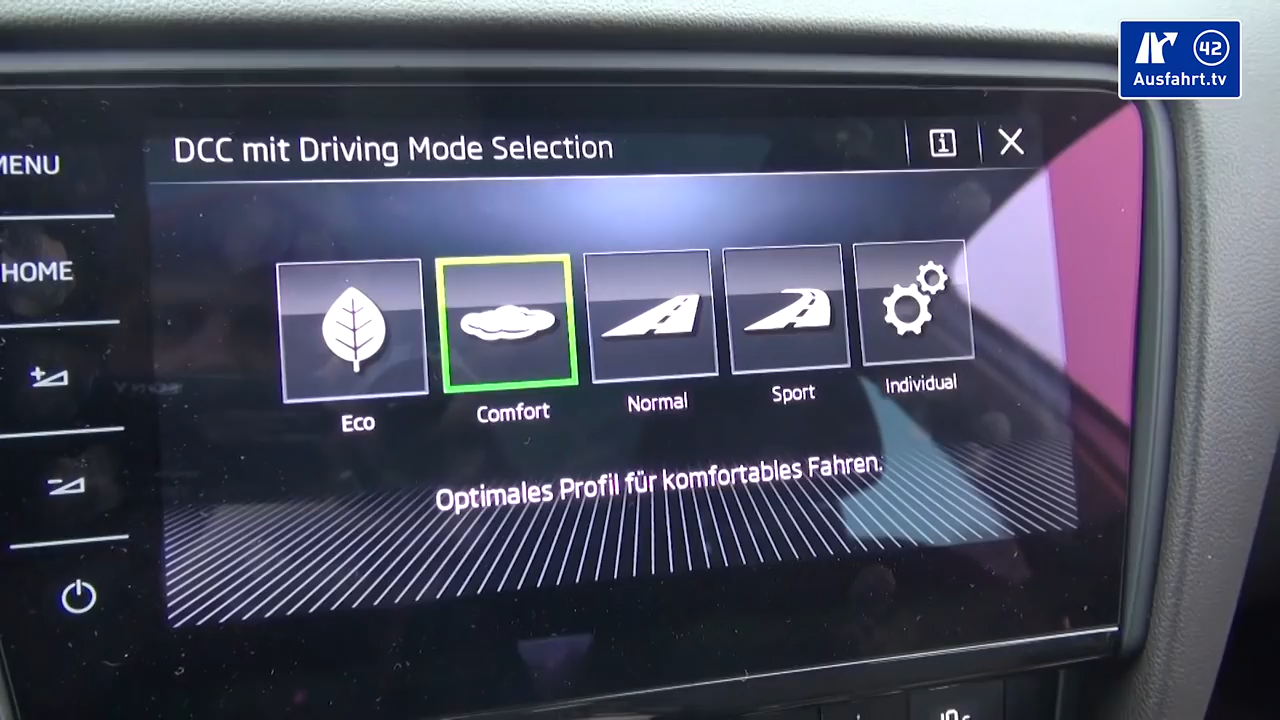 42
Ausfahrt.tv
DCC mit Driving Mode Selection
MENU
HOME
Eco
Comfort
Normal
Sport
Individual
Optimales Profil für komfortables Fahren.